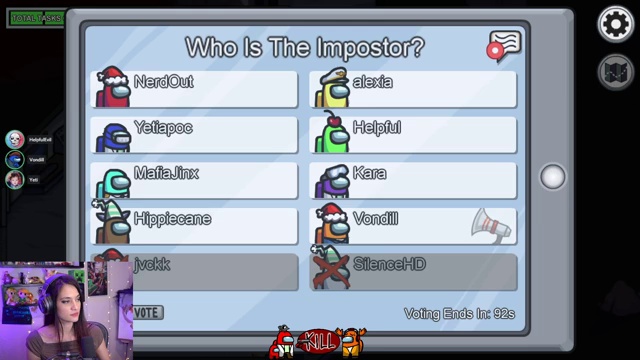 TOTAL TASKS
Who Is The Impostor?
NerdOut
alexia
Yetiapoc
Helpful
MafiaJinx
Kara
Hippiecane
Vondill
jvckk
SilenceHD
VOTE
Voting Ends In: 92s
HelpfulEvil
Vondill
Yeti
KILL